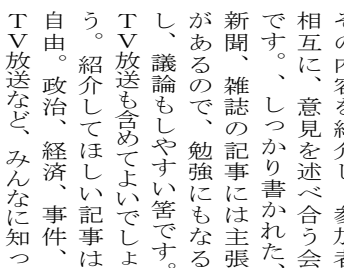 その内容を紹介し、参加者
相互に、意見を述べ合う会
です。、しっかり書かれた、
新聞、雑誌の記事には主張
があるので、勉強にもなる
し、議論もしやすい筈です。
ＴＶ放送も含めてよいでしょ
う。紹介してほしい記事は
自由。政治、経済、事件、
ＴＶ放送など、みんなに知っ